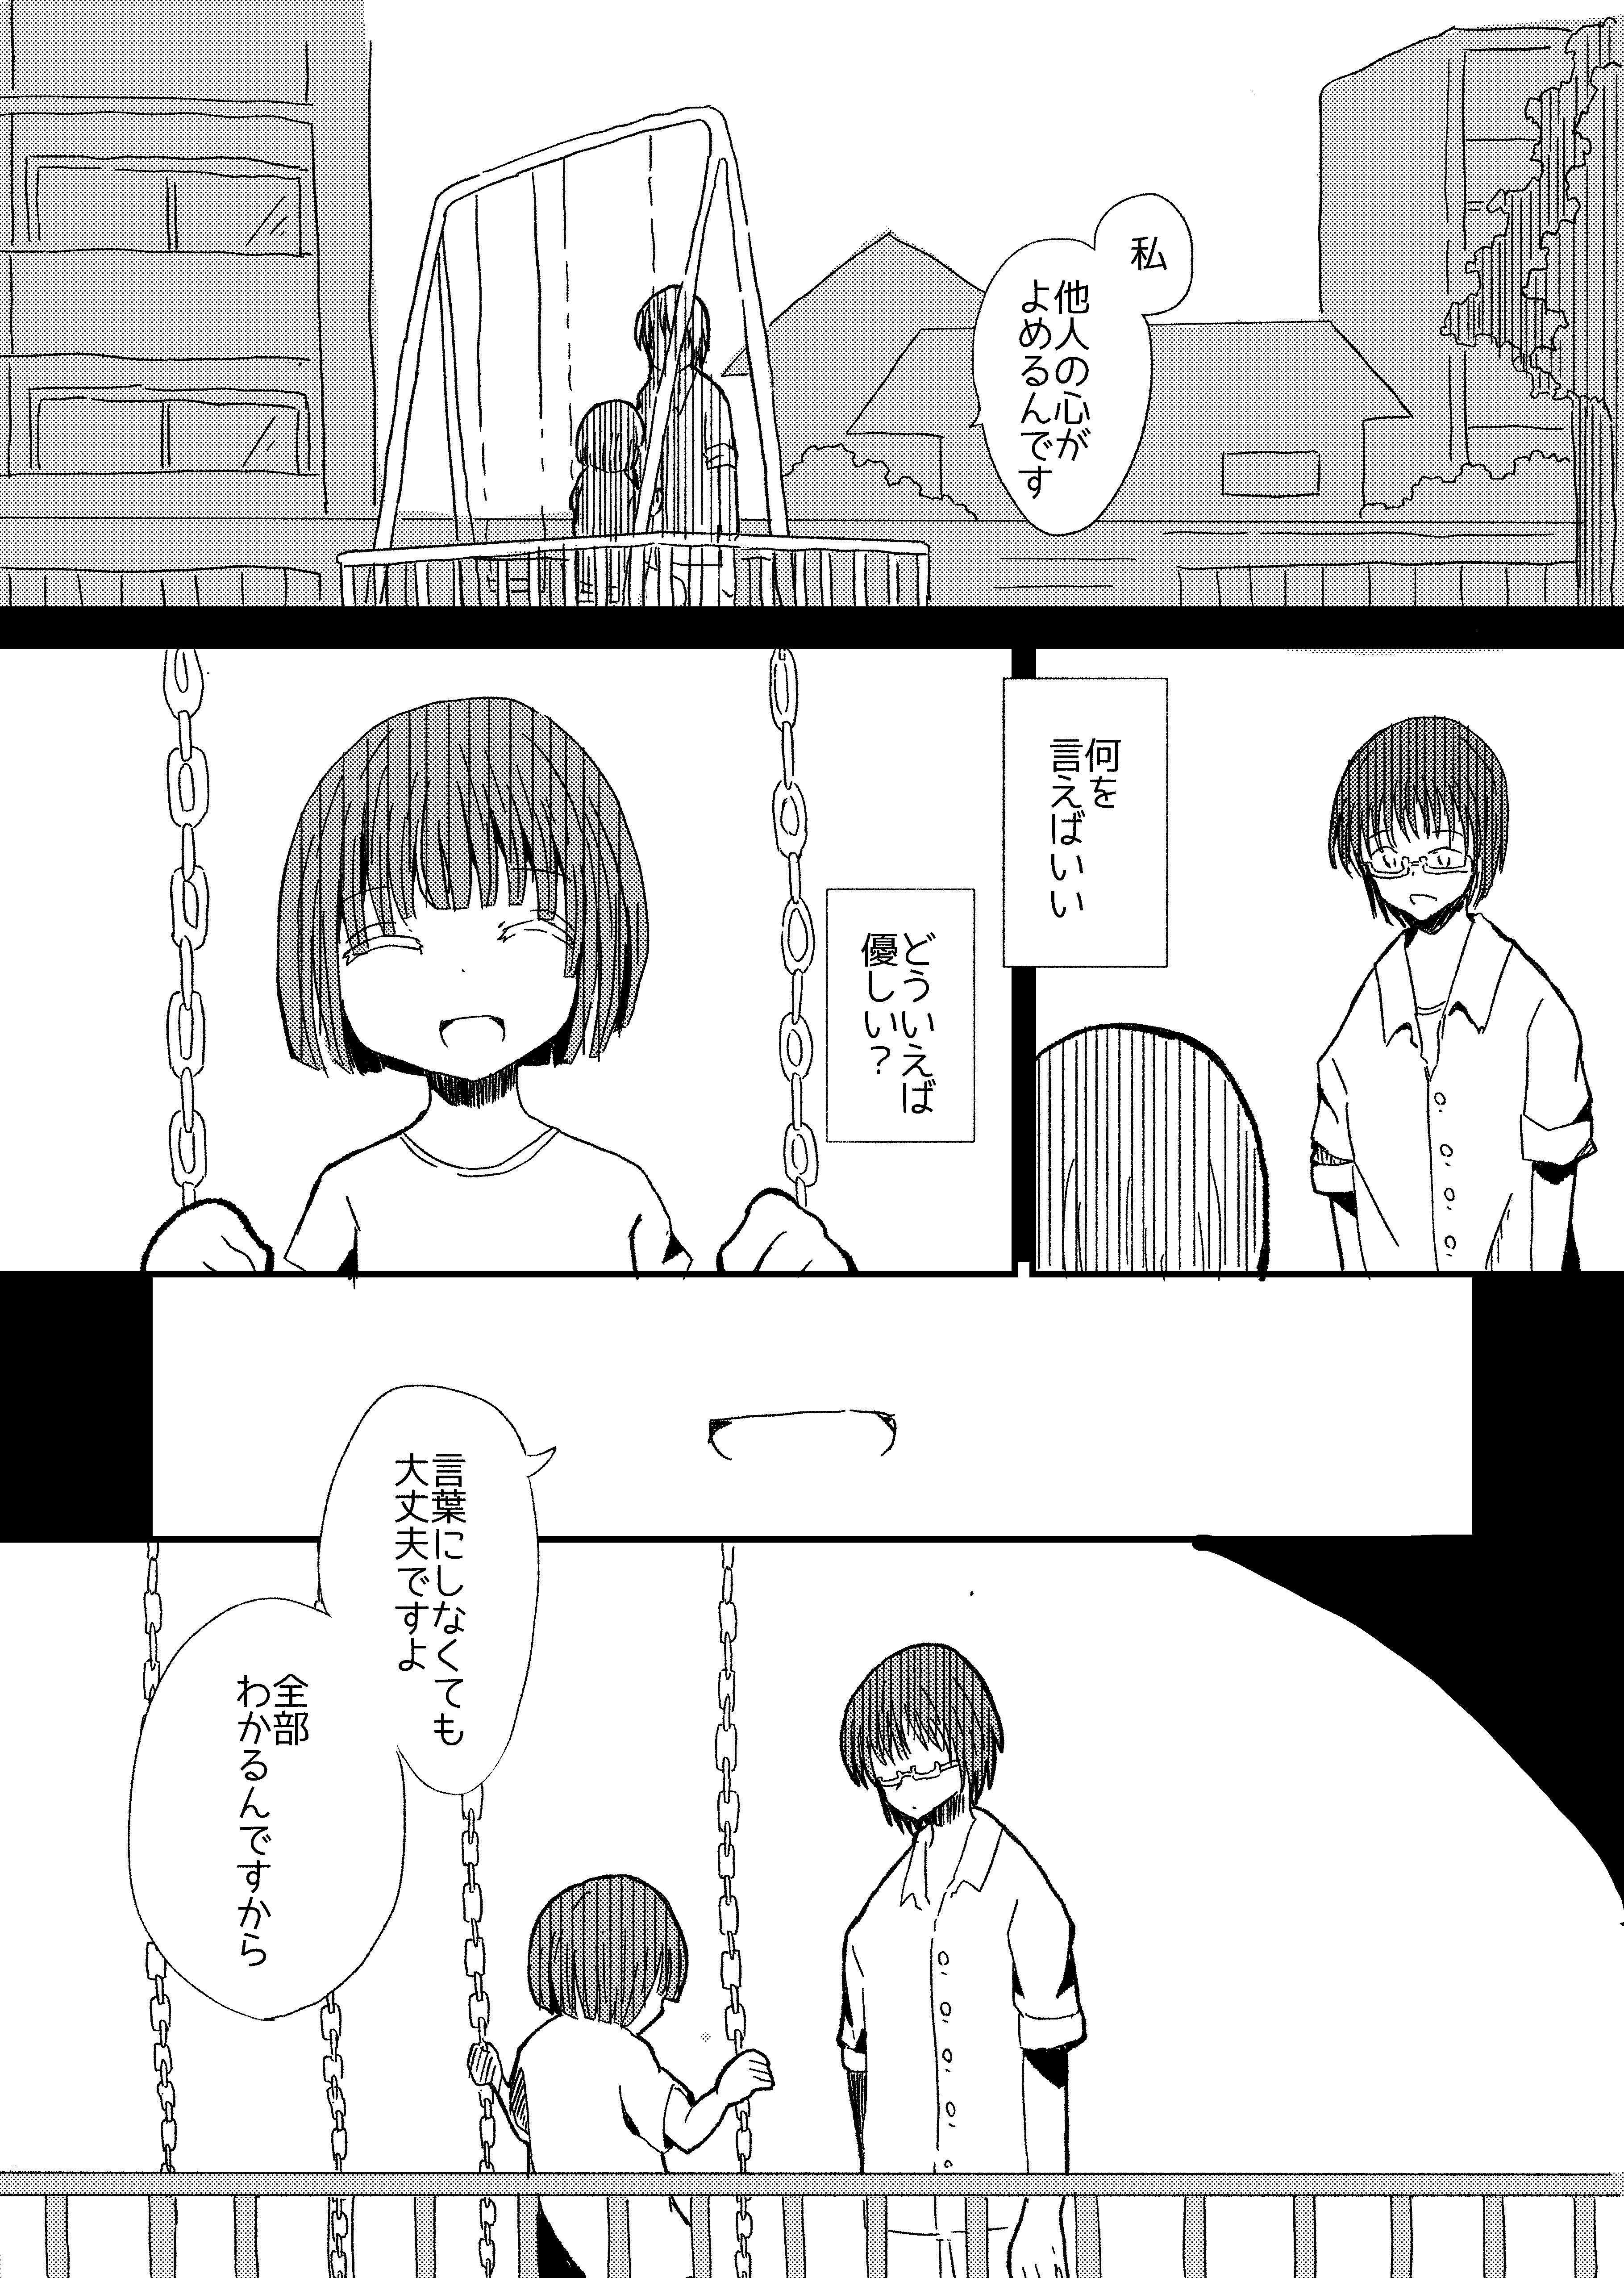 私
他人の心が
よめるんです
何を
言えばいい
どういえば
優しい？
言葉にしなくても
大丈夫ですよ
全部
わかるんですから